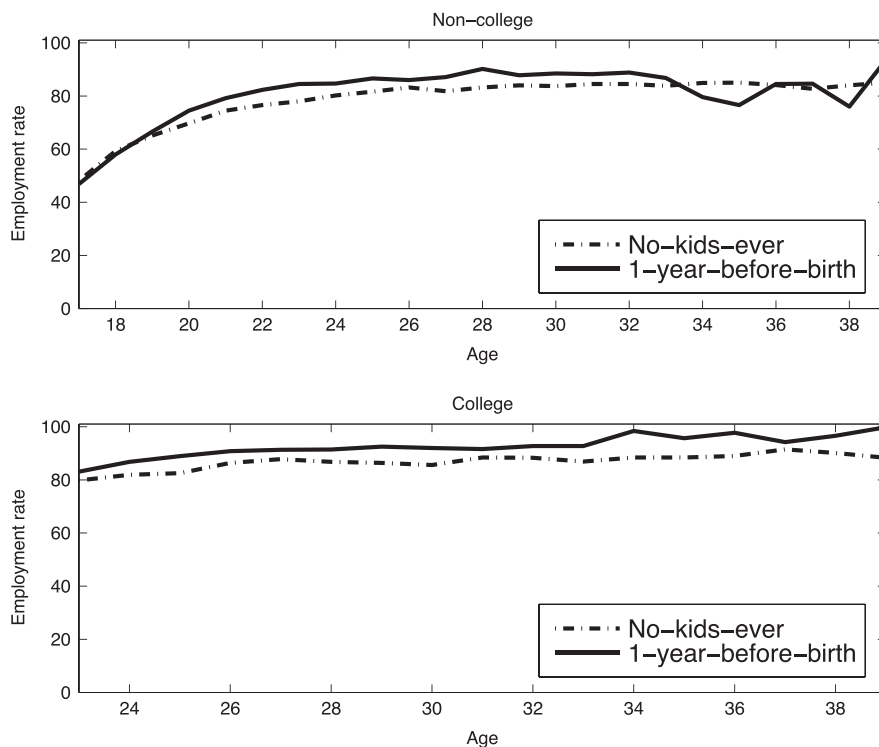 Non−college
100
80
60
40
20
0
Employment rate
No−kids−ever
1−year−before−birth
18 20 22 24 26 28 30 32 34 36 38
Age
College
100
80
60
40
20
0
Employment rate
No−kids−ever
1−year−before−birth
24 26 28 30 32 34 36 38
Age